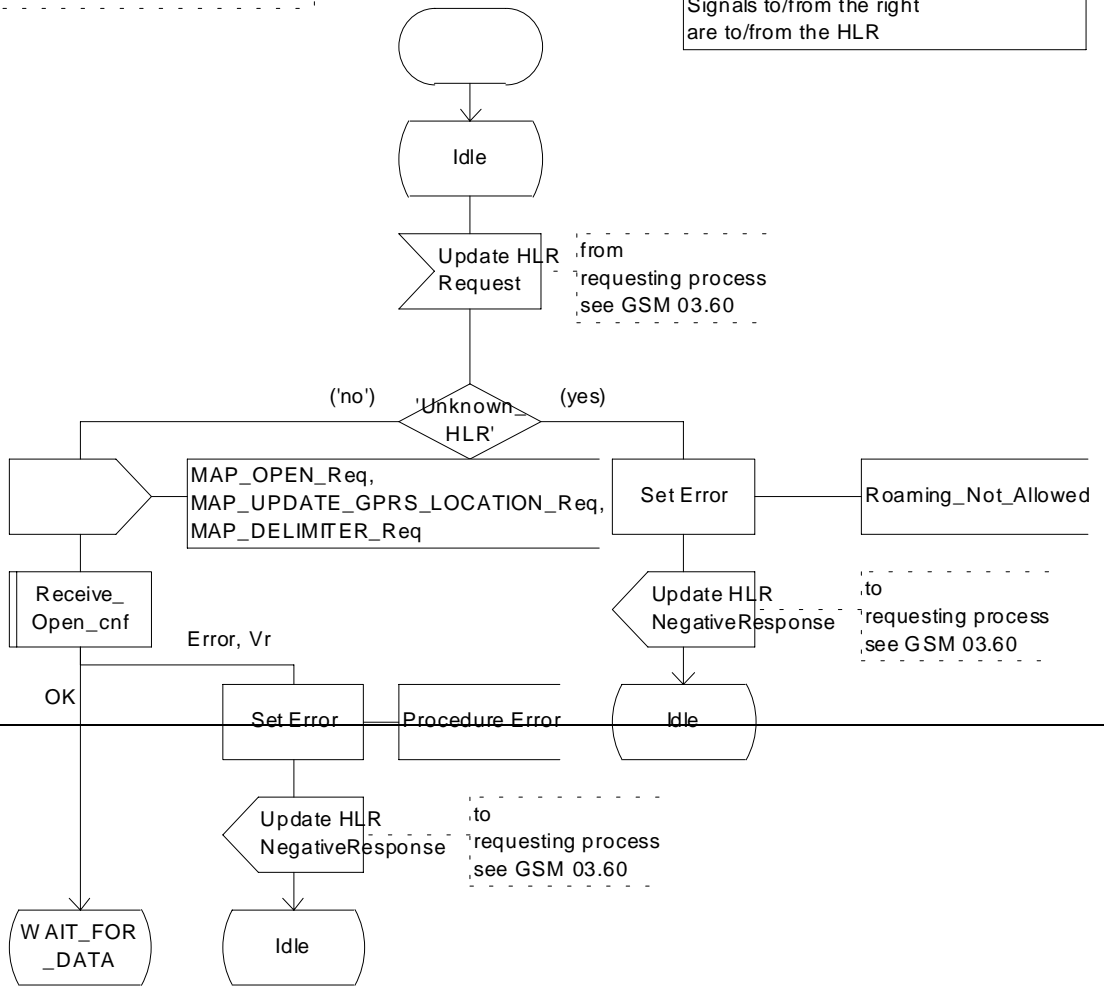 Signals to/from the right
are to/from the HLR
Idle
Update HLR
Request
from
requesting process
see GSM 03.60
('no')
'Unknown_
HLR'
(yes)
MAP_OPEN_Req,
MAP_UPDATE_GPRS_LOCATION_Req,
MAP_DELIMITER_Req
Set Error
Roaming_Not_Allowed
Receive_
Open_cnf
Update HLR
NegativeResponse
to
requesting process
see GSM 03.60
Error, Vr
OK
Set Error
Procedure Error
Idle
Update HLR
NegativeResponse
to
requesting process
see GSM 03.60
WAIT_FOR
_DATA
Idle